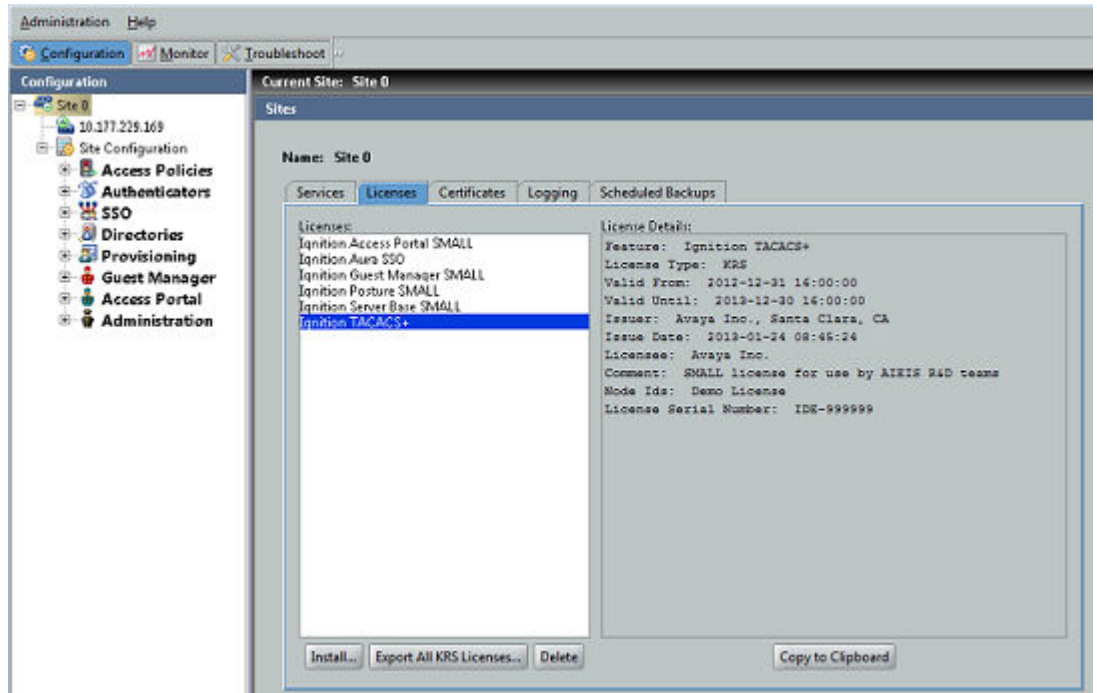 Administration Help
Configuration Monitor Troubleshoot
Configuration
Site 0
10.177.229.169
Site Configuration
Access Policies
Authenticators
SSO
Directories
Provisioning
Guest Manager
Access Portal
Administration
Current Site: Site 0
Sites
Name: Site 0
Services Licenses Certificates Logging Scheduled Backups
Licenses:
Ignition Access Portal SMALL
Ignition Aura SSO
Ignition Guest Manager SMALL
Ignition Posture SMALL
Ignition Server Base SMALL
Ignition TACACS+
License Details:
Feature: Ignition TACACS+
License Type: KRS
Valid From: 2012-12-31 16:00:00
Valid Until: 2013-12-30 16:00:00
Issuer: Avaya Inc., Santa Clara, CA
Issue Date: 2013-01-24 08:45:24
Licensee: Avaya Inc.
Comment: SMALL license for use by AIEIS R&D teams
Node Ids: Demo License
License Serial Number: IDE-999999
Install... Export All KRS Licenses... Delete
Copy to Clipboard